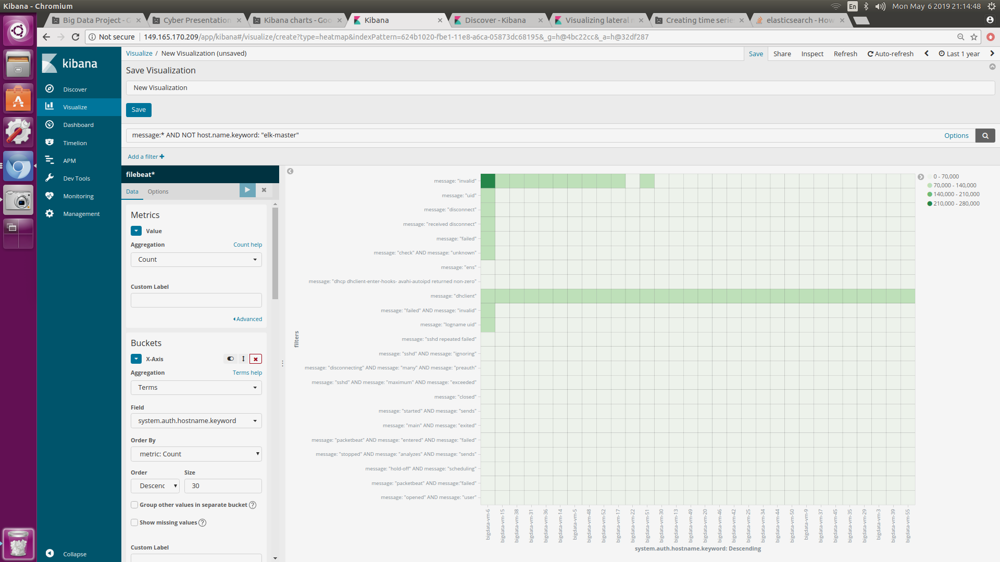 Kibana - Chromium
En
Mon May 6 2019 21:14:48
Big Data Project - G
Cyber Presentation
Kibana charts - Goo
Kibana
Discover - Kibana
Visualizing lateral m
Creating time serie
elasticsearch - How
Not secure
149.165.170.209/app/kibana#/visualize/create?type=heatmap&indexPattern=624b1020-fbe1-11e8-a6ca-05873dc68195&_g=h@4bc22cc&_a=h@32df287
kibana
Discover
Visualize
Dashboard
Timelion
APM
Dev Tools
Monitoring
Management
Collapse
Visualize / New Visualization (unsaved)
Save
Share
Inspect
Refresh
Auto-refresh
Last 1 year
Save Visualization
New Visualization
Save
message:* AND NOT host.name.keyword: "elk-master"
Options
Add a filter
filebeat*
Data
Options
Metrics
Value
Aggregation
Count help
Count
Custom Label
Advanced
Buckets
X-Axis
Aggregation
Terms help
Terms
Field
system.auth.hostname.keyword
Order By
metric: Count
Order
Size
Descenc
30
Group other values in separate bucket
Show missing values
Custom Label
filters
message: "invalid"
message: "uid"
message: "disconnect"
message: "received disconnect"
message: "failed"
message: "check" AND message: "unknown"
message: "ens"
message: "dhcp dhclient-enter-hooks- avahi-autoipd returned non-zero"
message: "dhclient"
message: "failed" AND message: "invalid"
message: "logname uid"
message: "sshd repeated failed"
message: "sshd" AND message: "ignoring"
message: "disconnecting" AND message: "many" AND message: "preauth"
message: "sshd" AND message: "maximum" AND message: "exceeded"
message: "closed"
message: "started" AND message: "sends"
message: "main" AND message: "exited"
message: "packetbeat" AND message: "entered" AND message: "failed"
message: "stopped" AND message: "analyzes" AND message: "sends"
message: "hold-off" AND message: "scheduling"
message: "packetbeat" AND message:"failed"
message: "opened" AND message: "user"
bigdata-vm-6
bigdata-vm-15
bigdata-vm-38
bigdata-vm-31
bigdata-vm-36
bigdata-vm-14
bigdata-vm-5
bigdata-vm-48
bigdata-vm-52
bigdata-vm-17
bigdata-vm-22
bigdata-vm-51
bigdata-vm-30
bigdata-vm-13
bigdata-vm-49
bigdata-vm-20
bigdata-vm-46
bigdata-vm-42
bigdata-vm-25
bigdata-vm-34
bigdata-vm-44
bigdata-vm-50
bigdata-vm-9
bigdata-vm-37
bigdata-vm-45
bigdata-vm-35
bigdata-vm-29
bigdata-vm-3
bigdata-vm-39
bigdata-vm-55
system.auth.hostname.keyword: Descending
0 - 70,000
70,000 - 140,000
140,000 - 210,000
210,000 - 280,000